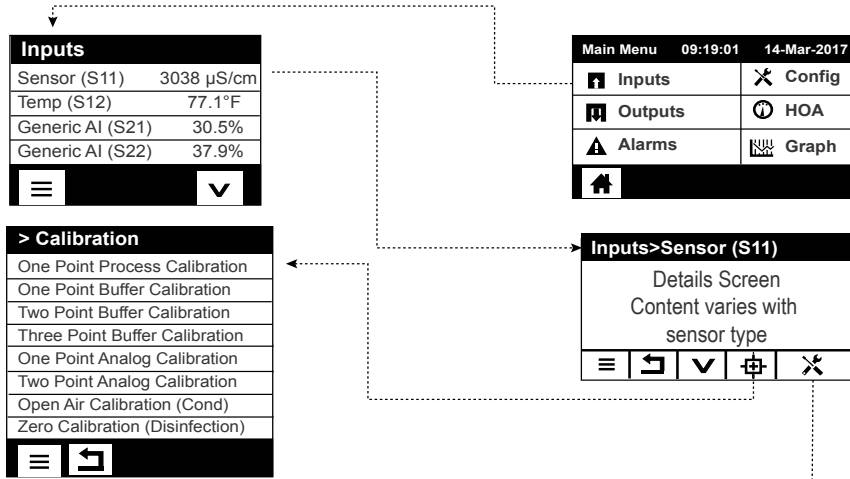 Inputs
Sensor (S11) 3038 µS/cm
Temp (S12) 77.1°F
Generic AI (S21) 30.5%
Generic AI (S22) 37.9%
Main Menu 09:19:01 14-Mar-2017
Inputs Config
Outputs HOA
Alarms Graph
> Calibration
One Point Process Calibration
One Point Buffer Calibration
Two Point Buffer Calibration
Three Point Buffer Calibration
One Point Analog Calibration
Two Point Analog Calibration
Open Air Calibration (Cond)
Zero Calibration (Disinfection)
Inputs>Sensor (S11)
Details Screen
Content varies with
sensor type